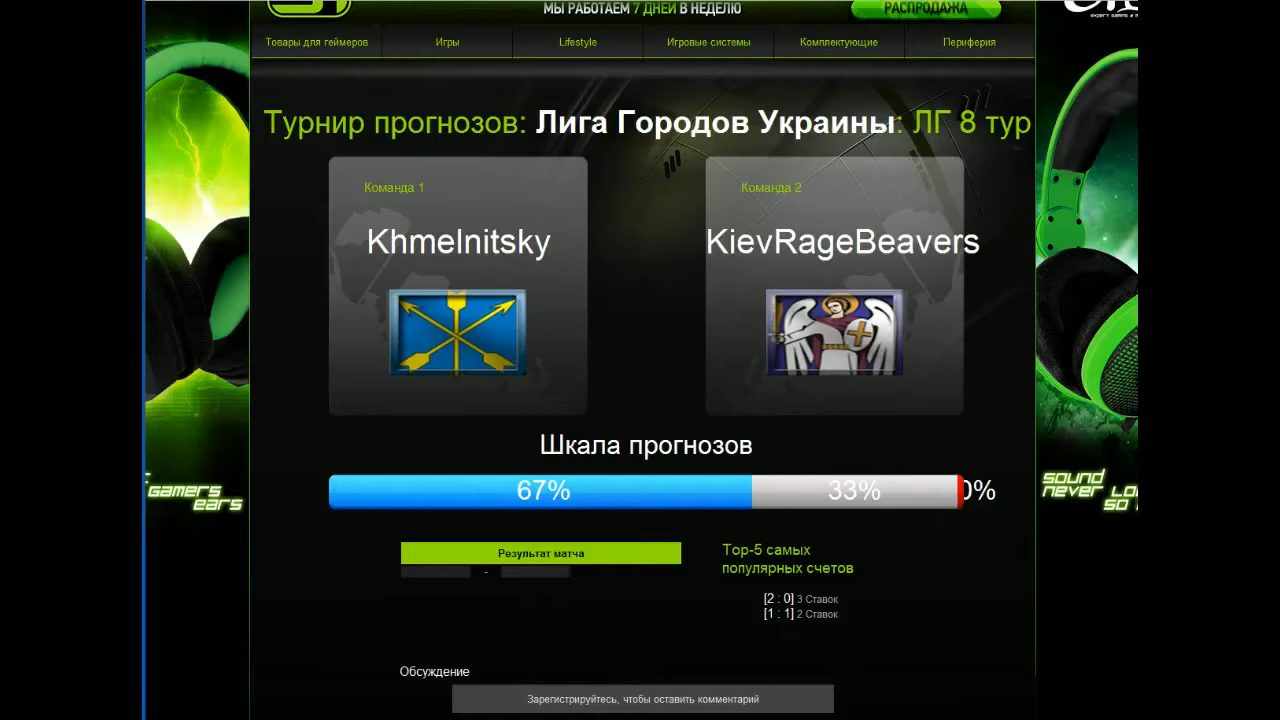 МЫ РАБОТАЕМ 7 ДНЕЙ В НЕДЕЛЮ
РАСПРОДАЖА
Товары для геймеров
Игры
Lifestyle
Игровые системы
Комплектующие
Периферия
Турнир прогнозов: Лига Городов Украины: ЛГ 8 тур
Команда 1
Команда 2
Khmelnitsky
KievRageBeavers
Шкала прогнозов
67%
33%
0%
GAMERS
EARS
SOUND
NEVER LO
SO
Результат матча
-
Top-5 самых
популярных счетов
[2 : 0] 3 Ставок
[1 : 1] 2 Ставок
Обсуждение
Зарегистрируйтесь, чтобы оставить комментарий